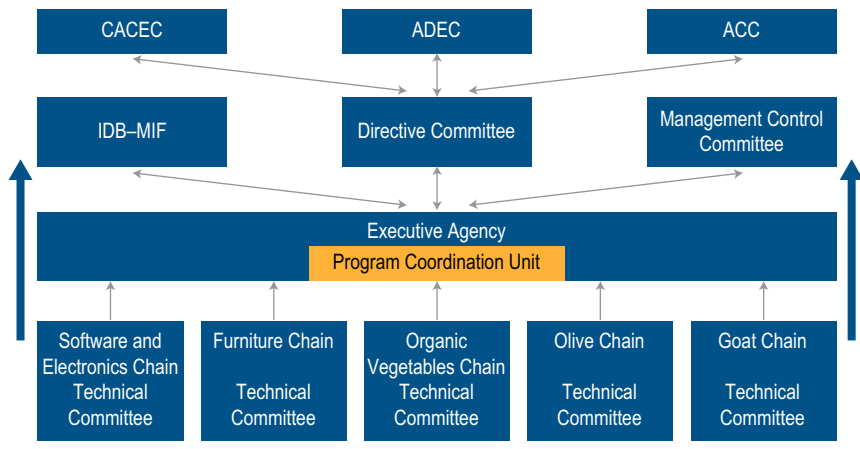 CACEC
ADEC
ACC
IDB–MIF
Directive Committee
Management Control
Committee
Executive Agency
Program Coordination Unit
Software and
Electronics Chain
Technical
Committee
Furniture Chain
Technical
Committee
Organic
Vegetables Chain
Technical
Committee
Olive Chain
Technical
Committee
Goat Chain
Technical
Committee